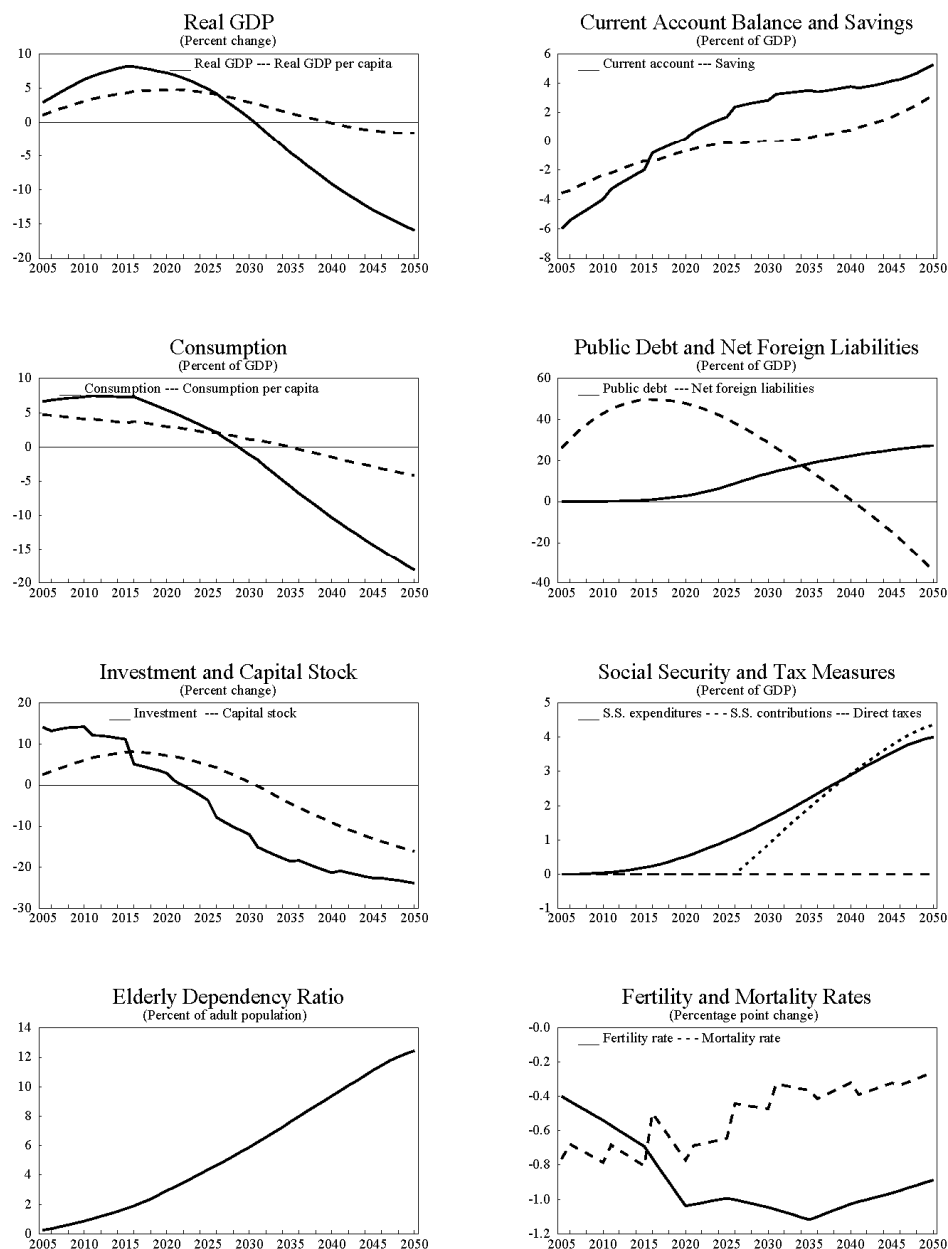 Real GDP
(Percent change)
___ Real GDP --- Real GDP per capita
10
5
0
-5
-10
-15
-20
2005 2010 2015 2020 2025 2030 2035 2040 2045 2050
Current Account Balance and Savings
(Percent of GDP)
___ Current account --- Saving
6
4
2
0
-2
-4
-6
-8
2005 2010 2015 2020 2025 2030 2035 2040 2045 2050
Consumption
(Percent of GDP)
___ Consumption --- Consumption per capita
10
5
0
-5
-10
-15
-20
2005 2010 2015 2020 2025 2030 2035 2040 2045 2050
Public Debt and Net Foreign Liabilities
(Percent of GDP)
___ Public debt --- Net foreign liabilities
60
40
20
0
-20
-40
2005 2010 2015 2020 2025 2030 2035 2040 2045 2050
Investment and Capital Stock
(Percent change)
___ Investment --- Capital stock
20
10
0
-10
-20
-30
2005 2010 2015 2020 2025 2030 2035 2040 2045 2050
Social Security and Tax Measures
(Percent of GDP)
___ S.S. expenditures - - - S.S. contributions --- Direct taxes
5
4
3
2
1
0
-1
2005 2010 2015 2020 2025 2030 2035 2040 2045 2050
Elderly Dependency Ratio
(Percent of adult population)
14
12
10
8
6
4
2
0
2005 2010 2015 2020 2025 2030 2035 2040 2045 2050
Fertility and Mortality Rates
(Percentage point change)
___ Fertility rate - - - Mortality rate
-0.0
-0.2
-0.4
-0.6
-0.8
-1.0
-1.2
2005 2010 2015 2020 2025 2030 2035 2040 2045 2050